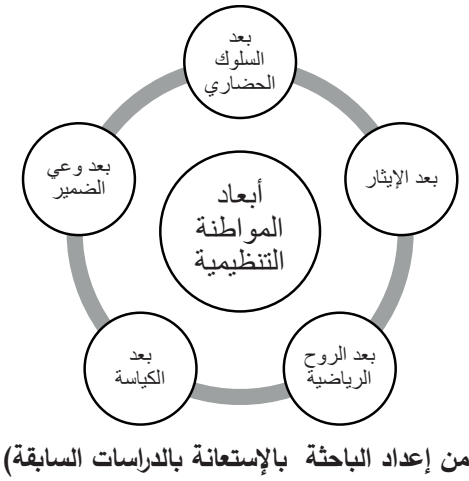 بعد
السلوك
الحضاري
بعد الإيثار
بعد وعي
الضمير
أبعاد
المواطنة
التنظيمية
بعد الروح
الرياضية
بعد
الكياسة
من إعداد الباحثة بالإستعانة بالدراسات السابقة)